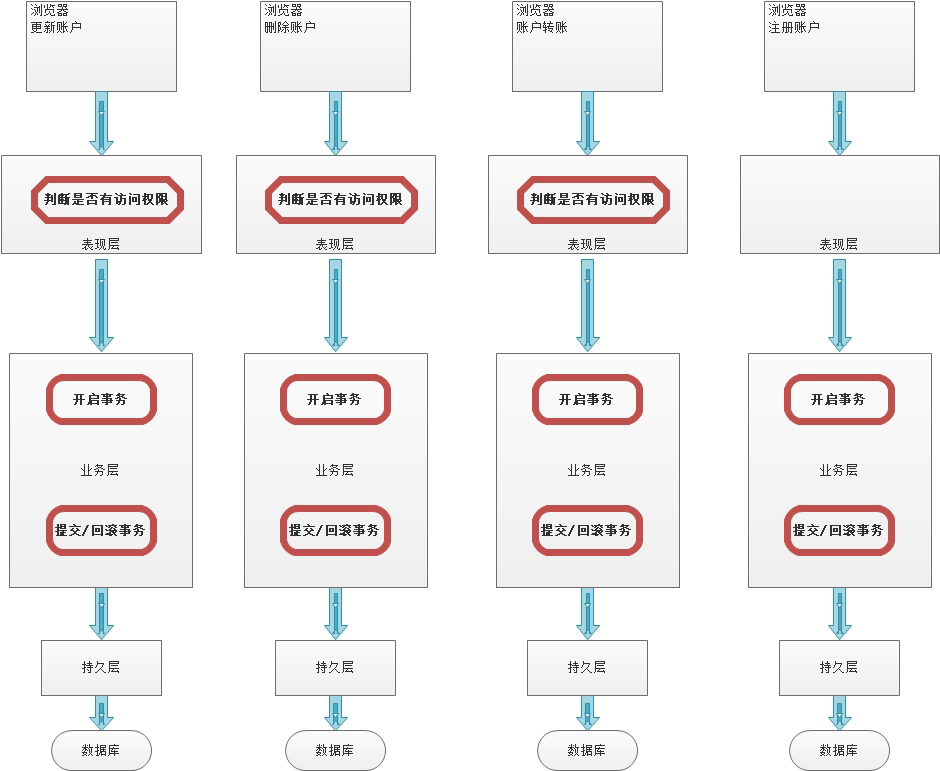 浏览器
更新账户
浏览器
删除账户
浏览器
账户转账
浏览器
注册账户
判断是否有访问权限
判断是否有访问权限
判断是否有访问权限
表现层
表现层
表现层
表现层
开启事务
开启事务
开启事务
开启事务
业务层
业务层
业务层
业务层
提交/回滚事务
提交/回滚事务
提交/回滚事务
提交/回滚事务
持久层
持久层
持久层
持久层
数据库
数据库
数据库
数据库